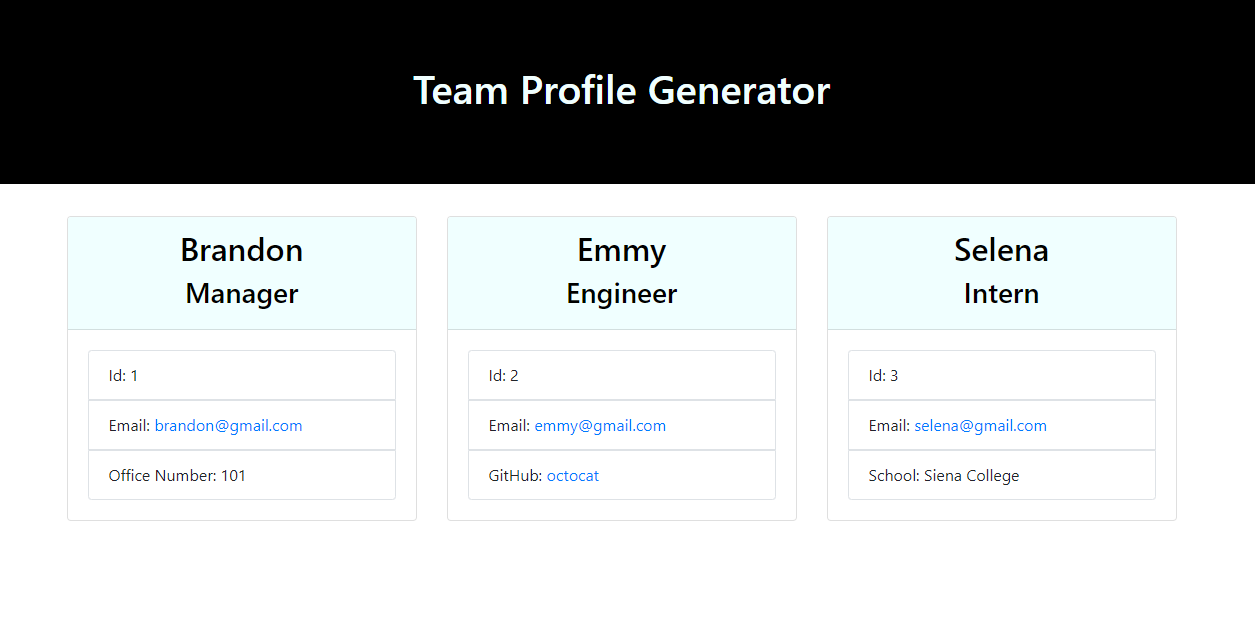 Team Profile Generator
Brandon
Manager
Id: 1
Email: brandon@gmail.com
Office Number: 101
Emmy
Engineer
Id: 2
Email: emmy@gmail.com
GitHub: octocat
Selena
Intern
Id: 3
Email: selena@gmail.com
School: Siena College